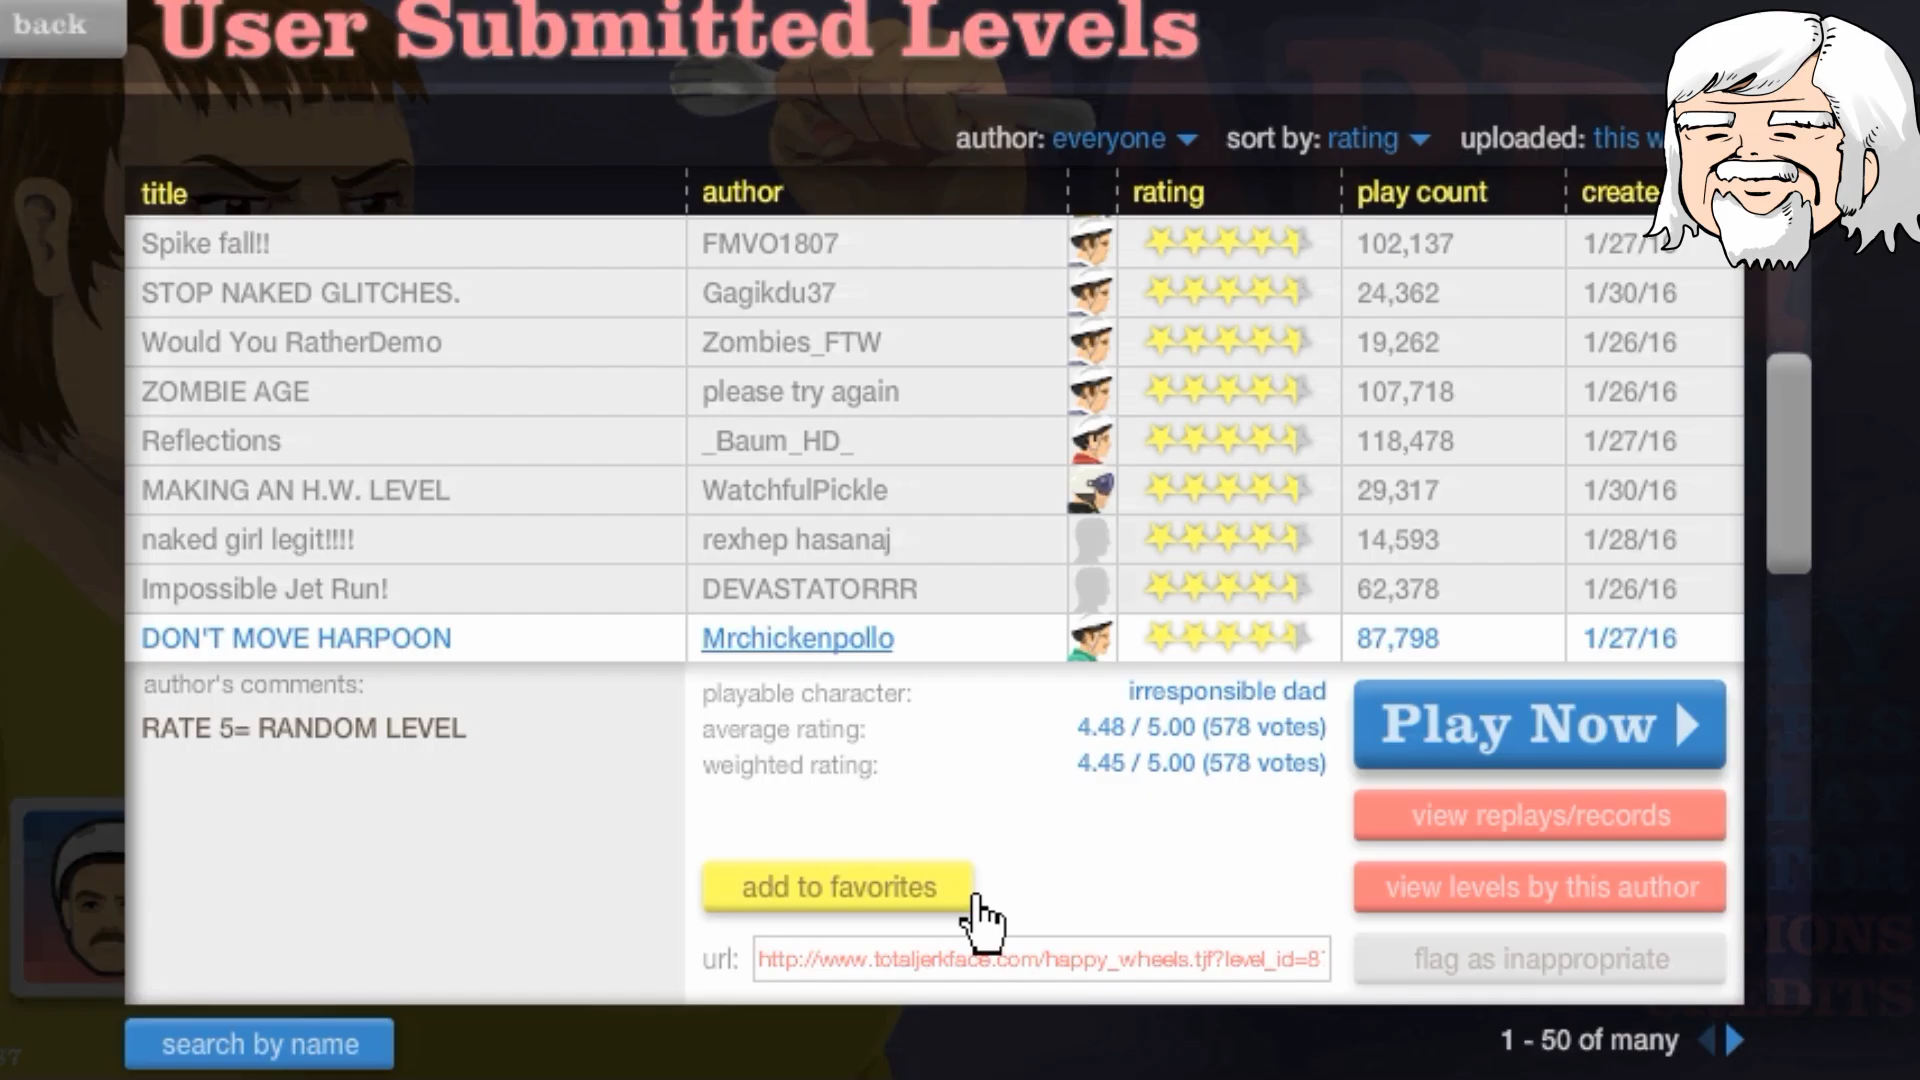 back
User Submitted Levels
author: everyone sort by: rating uploaded: this
title author rating play count create
Spike fall!! FMVO1807 102,137 1/27/1
STOP NAKED GLITCHES. Gagikdu37 24,362 1/30/16
Would You RatherDemo Zombies_FTW 19,262 1/26/16
ZOMBIE AGE please try again 107,718 1/26/16
Reflections _Baum_HD_ 118,478 1/27/16
MAKING AN H.W. LEVEL WatchfulPickle 29,317 1/30/16
naked girl legit!!!! rexhep hasanaj 14,593 1/28/16
Impossible Jet Run! DEVASTATORRR 62,378 1/26/16
DON'T MOVE HARPOON Mrchickenpollo 87,798 1/27/16
author's comments:
RATE 5= RANDOM LEVEL
playable character: irresponsible dad
average rating: 4.48 / 5.00 (578 votes)
weighted rating: 4.45 / 5.00 (578 votes)
Play Now
view replays/records
add to favorites
view levels by this author
url: http://www.totaljerkface.com/happy_wheels.tjf?level_id=8
flag as inappropriate
search by name
1 - 50 of many